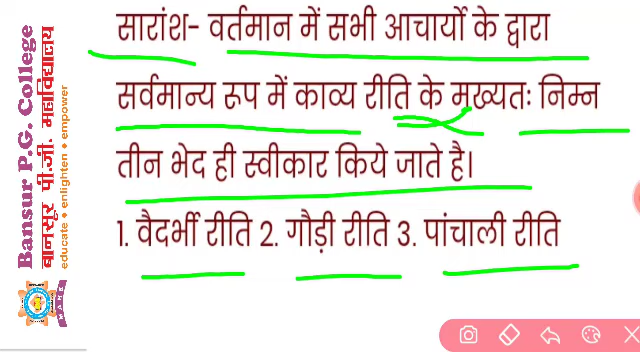 सारांश- वर्तमान में सभी आचार्यो के द्वारा
सर्वमान्य रूप में काव्य रीति के मख्यतः निम्न
तीन भेद ही स्वीकार किये जाते है।
1. वैदर्भी रीति 2. गौड़ी रीति 3. पांचाली रीति
Bansur P.G. College
बानसूर पी.जी. महाविद्यालय
educate • enlighten • empower